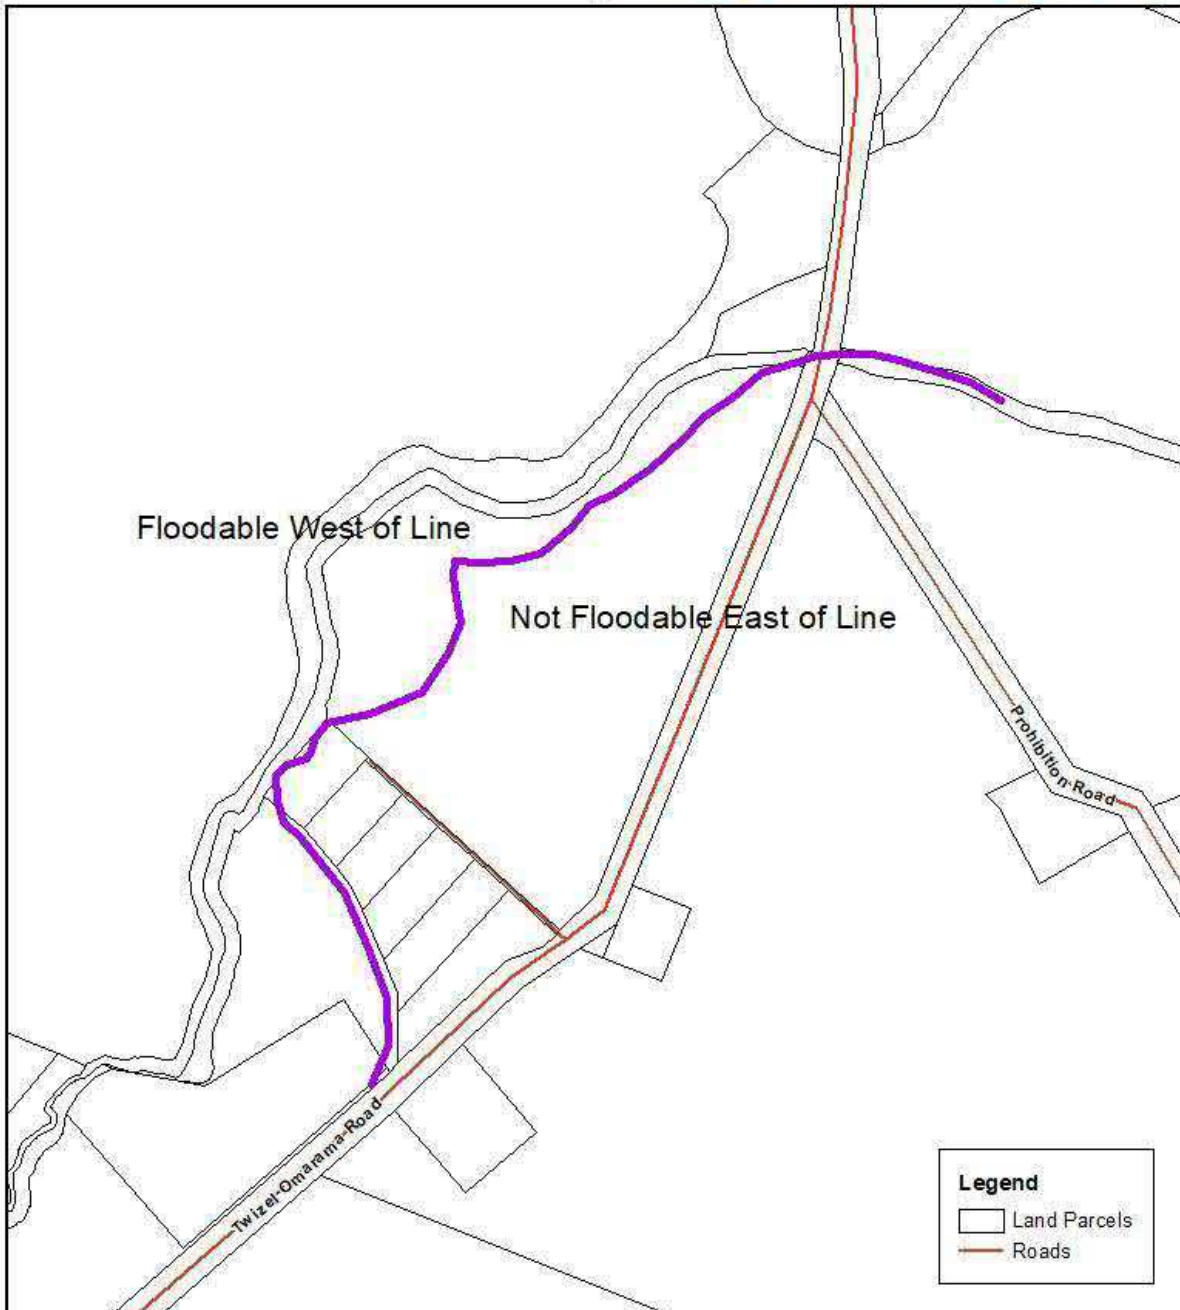 Floodable West of Line
Not Floodable East of Line
Prohibition Road
Twizel-Omarama Road
Legend
Land Parcels
Roads